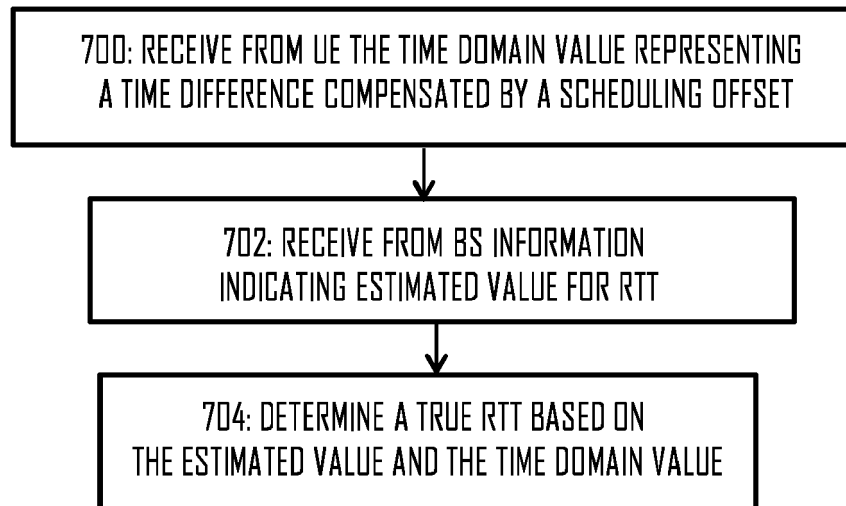 700: RECEIVE FROM UE THE TIME DOMAIN VALUE REPRESENTING
A TIME DIFFERENCE COMPENSATED BY A SCHEDULING OFFSET
702: RECEIVE FROM BS INFORMATION
INDICATING ESTIMATED VALUE FOR RTT
704: DETERMINE A TRUE RTT BASED ON
THE ESTIMATED VALUE AND THE TIME DOMAIN VALUE